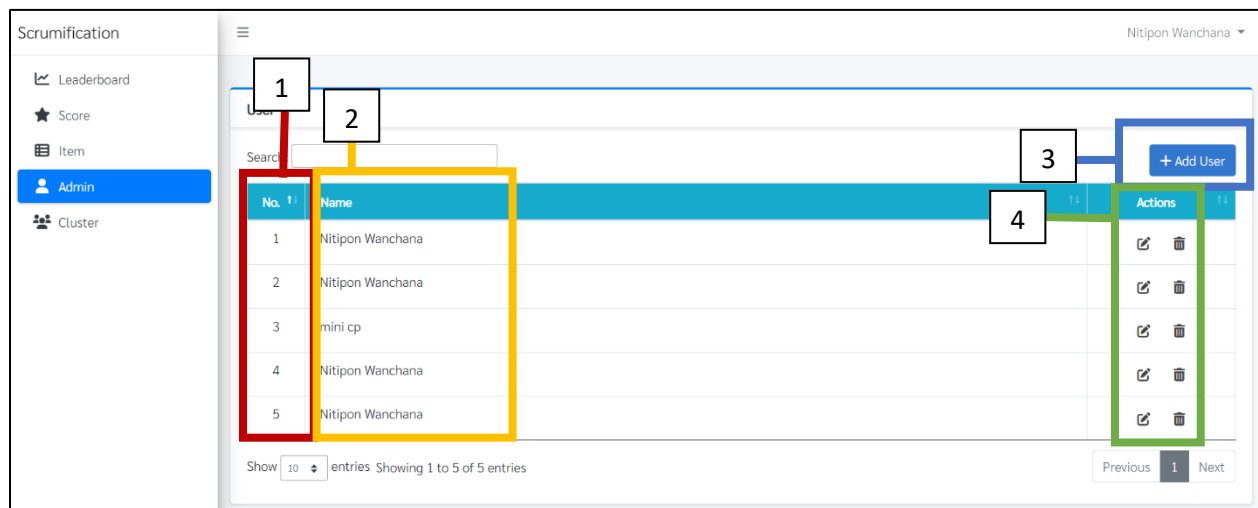 Scrumification
Nitipon Wanchana
Leaderboard
Score
Item
Admin
Cluster
1
User
2
Search
3
+ Add User
No.
Name
Actions
4
1 Nitipon Wanchana
2 Nitipon Wanchana
3 mini cp
4 Nitipon Wanchana
5 Nitipon Wanchana
Show 10 entries Showing 1 to 5 of 5 entries
Previous 1 Next